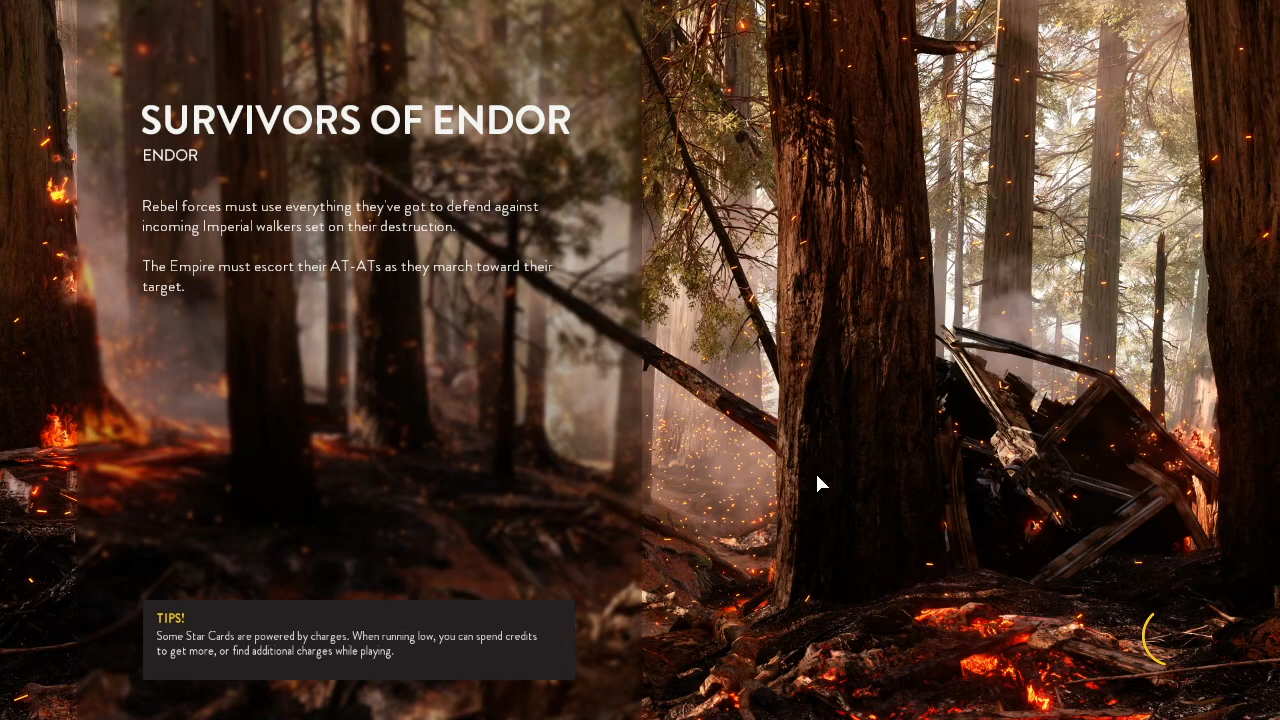 SURVIVORS OF ENDOR
ENDOR
Rebel forces must use everything they've got to defend against
incoming Imperial walkers set on their destruction.
The Empire must escort their AT-ATs as they march toward their
target.
TIPS!
Some Star Cards are powered by charges. When running low, you can spend credits
to get more, or find additional charges while playing.